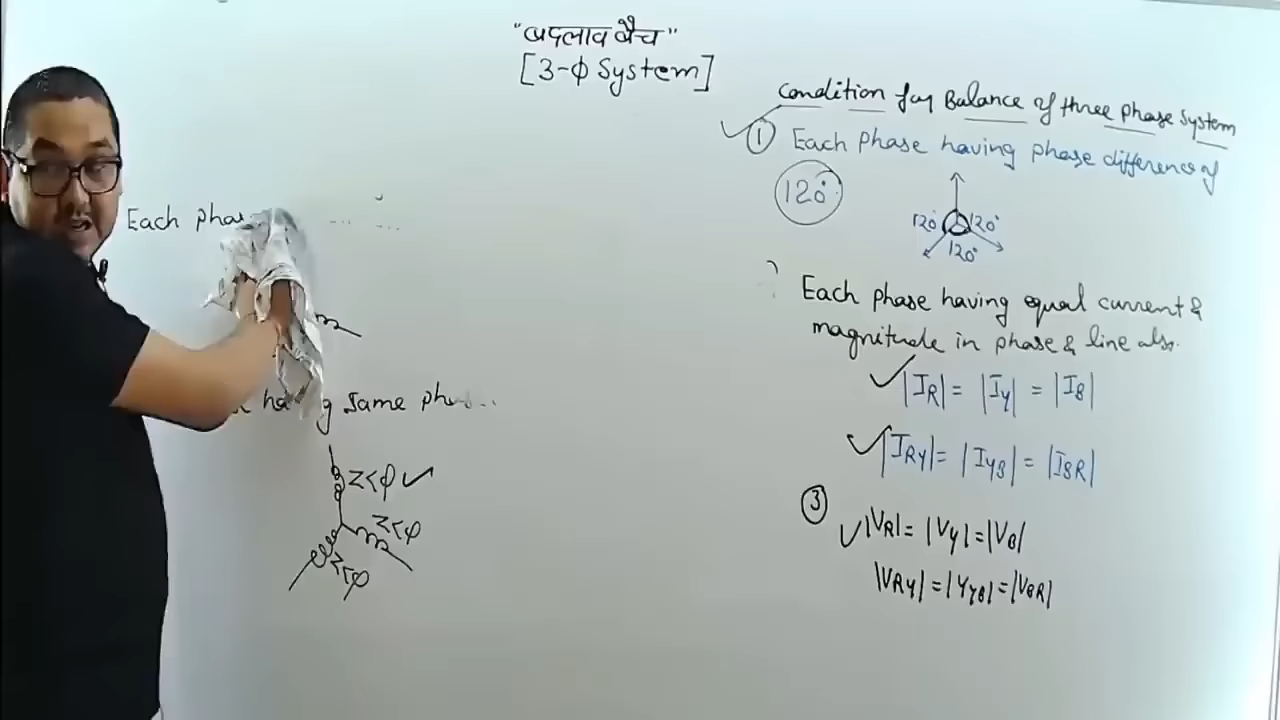 "बदलाव बैच"
[3-ϕ System]
Condition for Balance of three phase system
① Each Phase having phase difference of
120°
120° 120°
120°
Each phase having equal current &
magnitude in phase & line also.
|IR| = |IY| = |IB|
|IRY| = |IYB| = |IBR|
③
|VR| = |VY| = |VB|
|VRY| = |VYB| = |VBR|
Each phas
having same
Z<φ
Z<φ
Z<φ